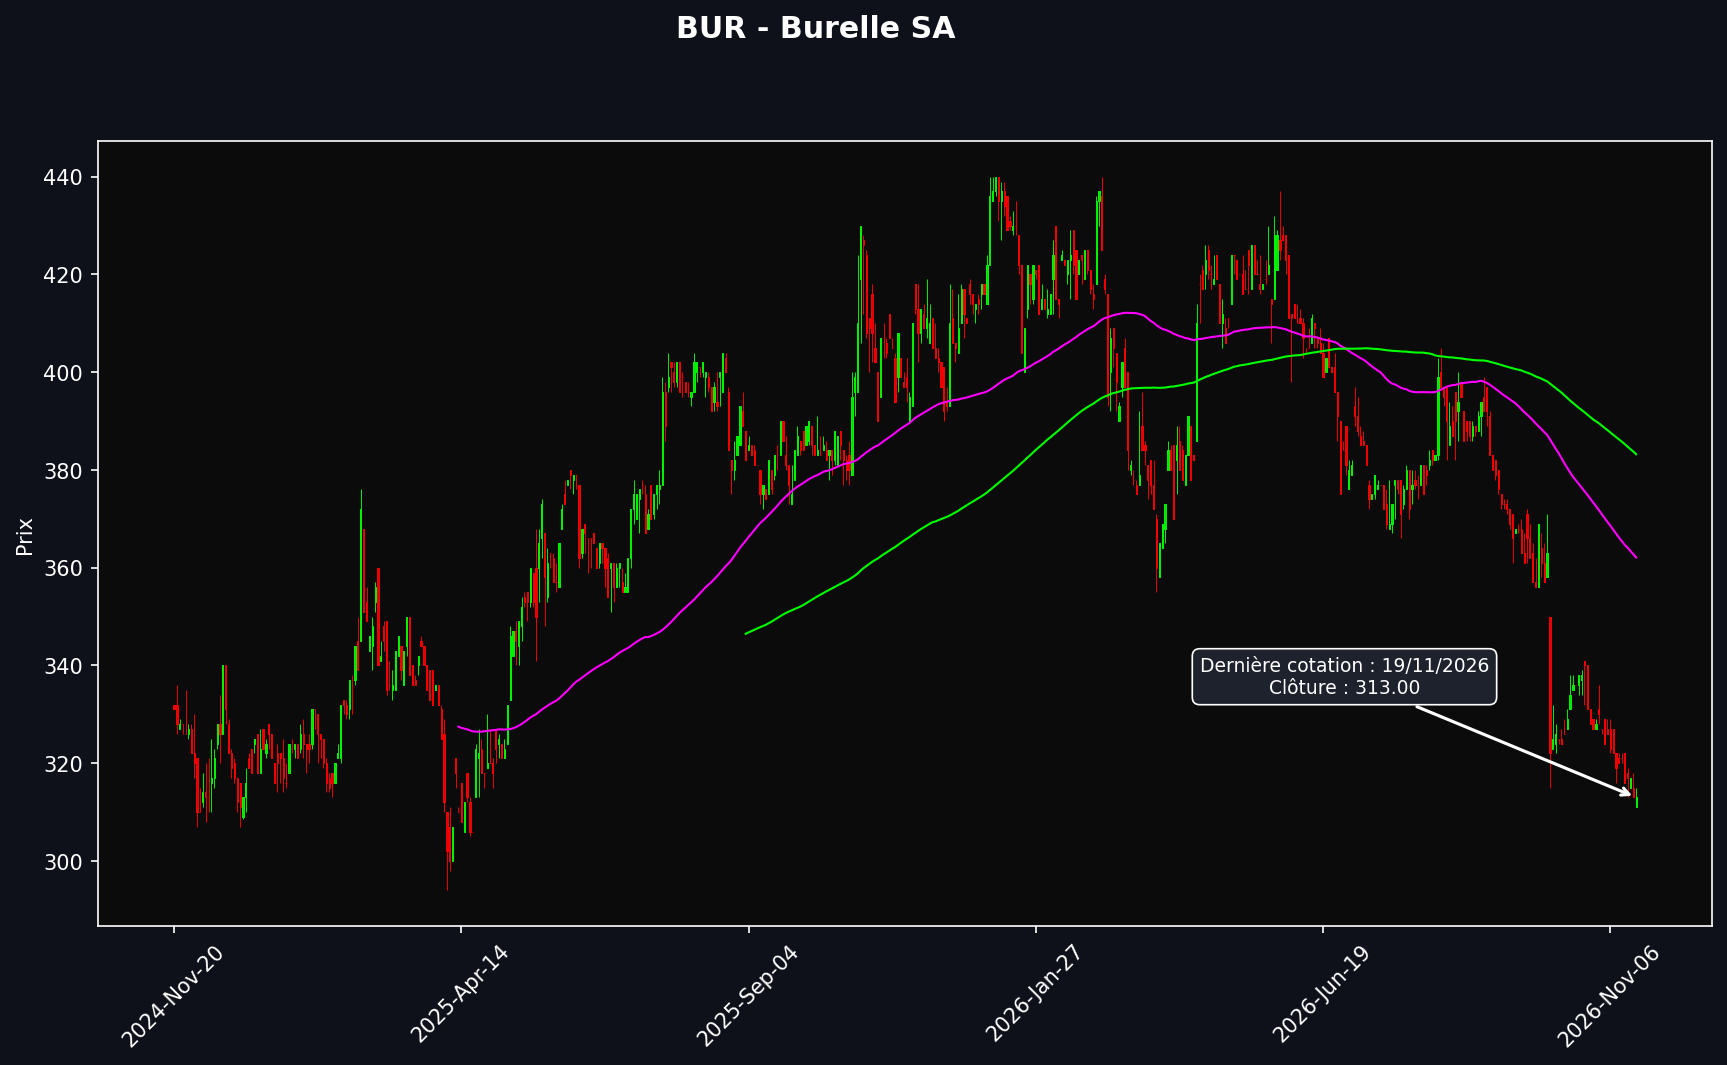 BUR - Burelle SA
Prix
440
420
400
380
360
340
320
300
Dernière cotation : 19/11/2026
Clôture : 313.00
2024-Nov-20
2025-Apr-14
2025-Sep-04
2026-Jan-27
2026-Jun-19
2026-Nov-06